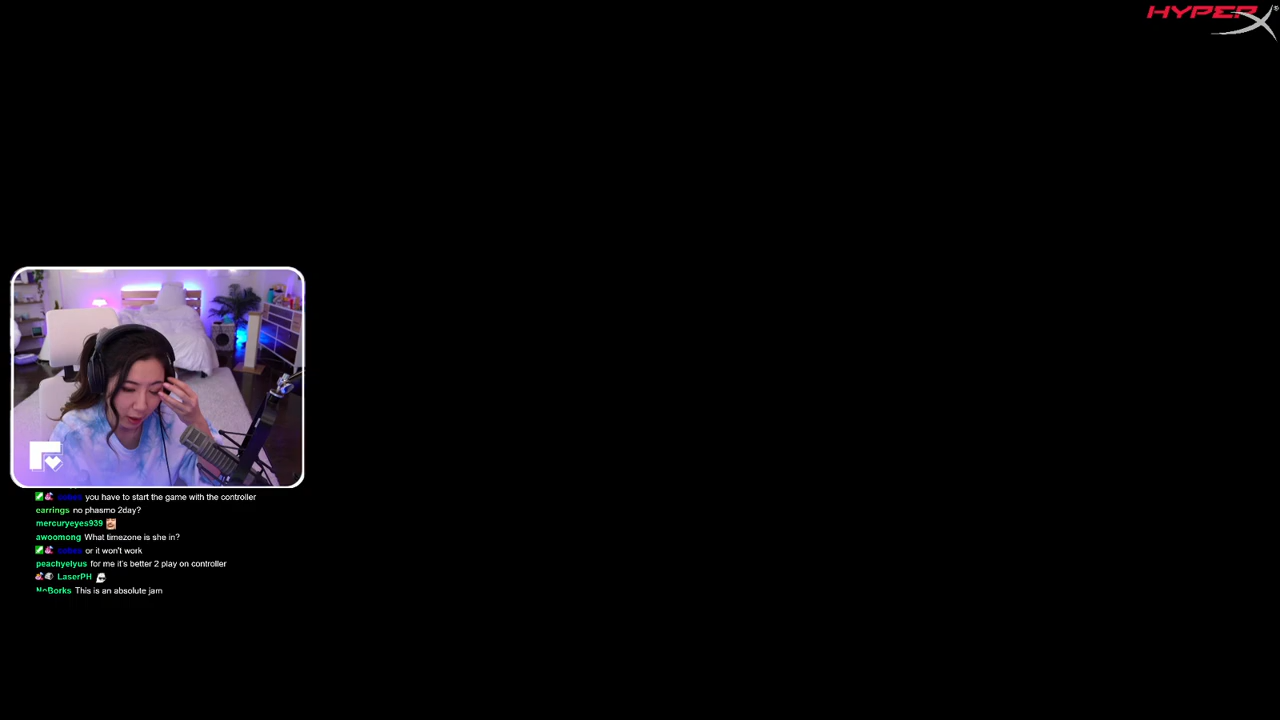 HYPERX
you have to start the game with the controller
earrings no phasmo 2day?
mercuryeyes939
awoomong What timezone is she in?
or it won't work
peachyelyus for me it's better 2 play on controller
LaserPH
NoBorks This is an absolute jam